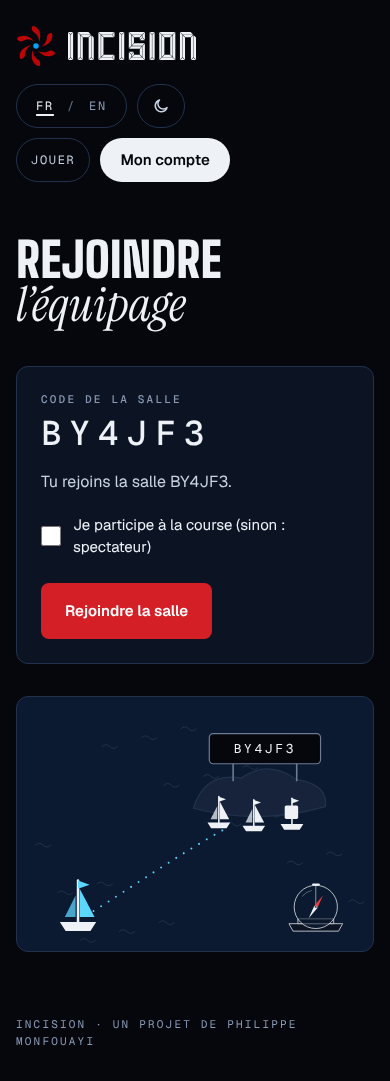 INCISION
FR / EN
JOUER Mon compte
REJOINDRE
l'équipage
CODE DE LA SALLE
BY4JF3
Tu rejoins la salle BY4JF3.
Je participe à la course (sinon :
spectateur)
Rejoindre la salle
BY4JF3
INCISION · UN PROJET DE PHILIPPE
MONFOUAYI